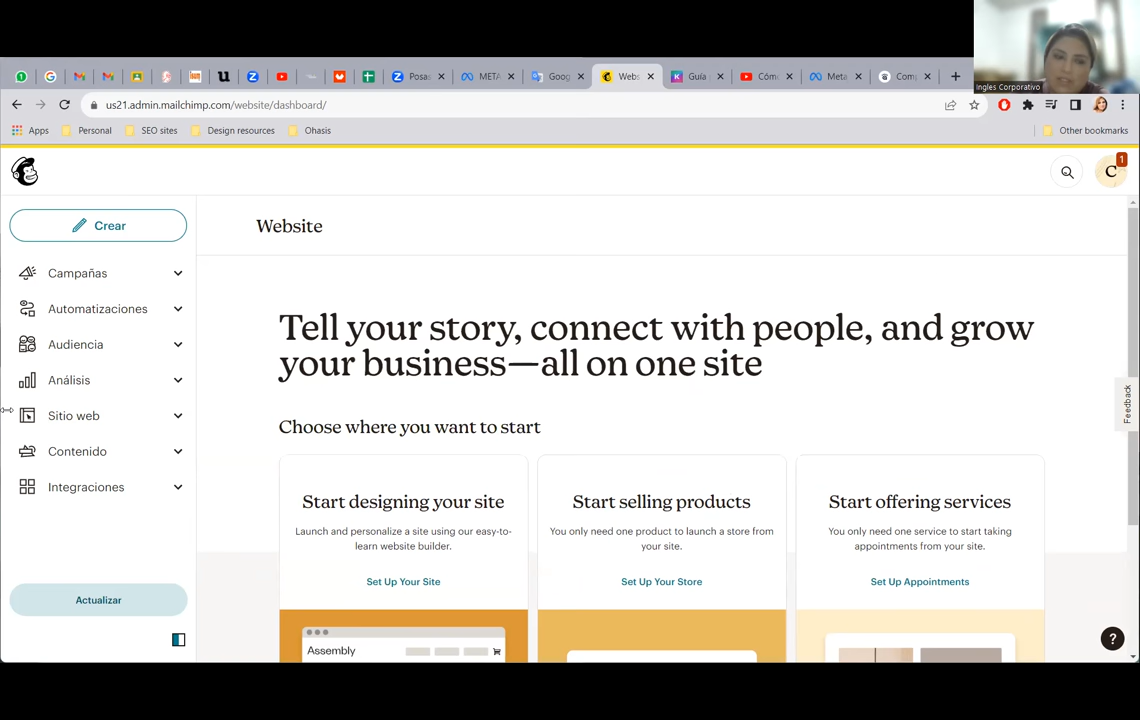 Ingles Corporativo
Posas
META
Goog
Webs
Guía
Cómo
Meta
Comp
us21.admin.mailchimp.com/website/dashboard/
Apps
Personal
SEO sites
Design resources
Ohasis
Other bookmarks
C
1
Crear
Campañas
Automatizaciones
Audiencia
Análisis
Sitio web
Contenido
Integraciones
Actualizar
Website
Tell your story, connect with people, and grow
your business—all on one site
Choose where you want to start
Start designing your site
Launch and personalize a site using our easy-to-
learn website builder.
Set Up Your Site
Assembly
Start selling products
You only need one product to launch a store from
your site.
Set Up Your Store
Start offering services
You only need one service to start taking
appointments from your site.
Set Up Appointments
Feedback
?